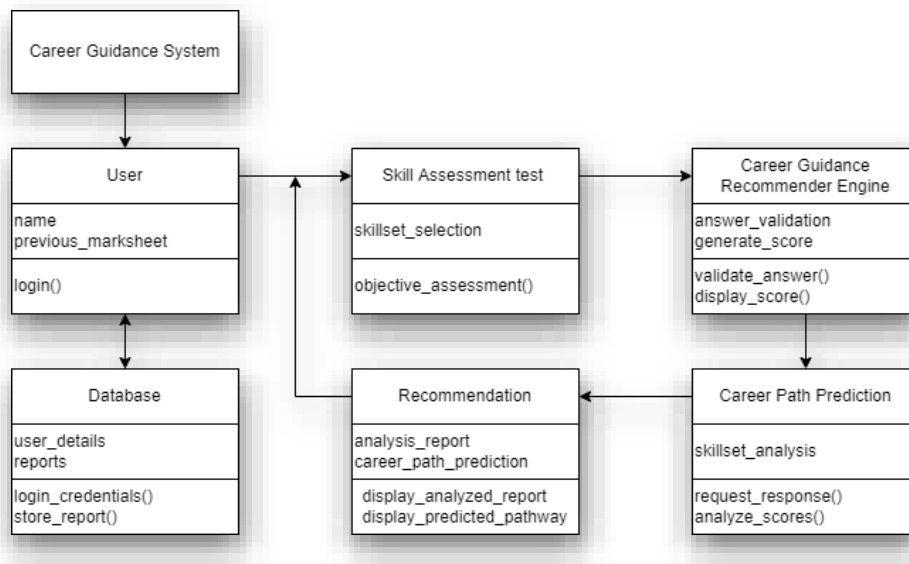 Career Guidance System
User
name
previous_marksheet
login()
Skill Assessment test
skillset_selection
objective_assessment()
Career Guidance
Recommender Engine
answer_validation
generate_score
validate_answer()
display_score()
Database
user_details
reports
login_credentials()
store_report()
Recommendation
analysis_report
career_path_prediction
display_analyzed_report
display_predicted_pathway
Career Path Prediction
skillset_analysis
request_response()
analyze_scores()